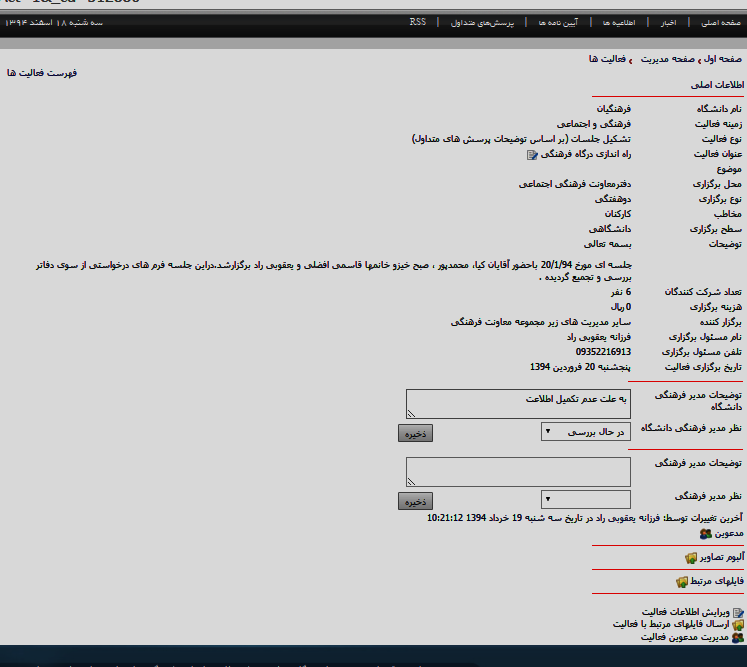 صفحه اصلی | اخبار | اطلاعیه ها | آیین نامه ها | پرسش‌های متداول | RSS سه شنبه ۱۸ اسفند ۱۳۹۴
صفحه اول ، صفحه مدیریت ، فعالیت ها
فهرست فعالیت ها
اطلاعات اصلی
نام دانشگاه فرهنگیان
زمینه فعالیت فرهنگی و اجتماعی
نوع فعالیت تشکیل جلسات (بر اساس توضیحات پرسش های متداول)
عنوان فعالیت راه اندازی درگاه فرهنگی
موضوع
محل برگزاری دفترمعاونت فرهنگی اجتماعی
نوع برگزاری دوهفتگی
مخاطب کارکنان
سطح برگزاری دانشگاهی
توضیحات بسمه تعالی
جلسه ای مورخ 20/1/94 باحضور آقایان کیا، محمدپور ، صبح خیزو خانمها قاسمی افضلی و یعقوبی راد برگزارشد.دراین جلسه فرم های درخواستی از سوی دفاتر
بررسی و تجمیع گردیده .
تعداد شرکت کنندگان 6 نفر
هزینه برگزاری 0 ریال
برگزار کننده سایر مدیریت های زیر مجموعه معاونت فرهنگی
نام مسئول برگزاری فرزانه یعقوبی راد
تلفن مسئول برگزاری 09352216913
تاریخ برگزاری فعالیت پنجشنبه 20 فروردین 1394
توضیحات مدیر فرهنگی به علت عدم تکمیل اطلاعت
دانشگاه
نظر مدیر فرهنگی دانشگاه در حال بررسی ذخیره
توضیحات مدیر فرهنگی
نظر مدیر فرهنگی ذخیره
آخرین تغییرات توسط: فرزانه یعقوبی راد در تاریخ سه شنبه 19 خرداد 1394 10:21:12
مدعوین
آلبوم تصاویر
فایلهای مرتبط
ویرایش اطلاعات فعالیت
ارسال فایلهای مرتبط با فعالیت
مدیریت مدعوین فعالیت